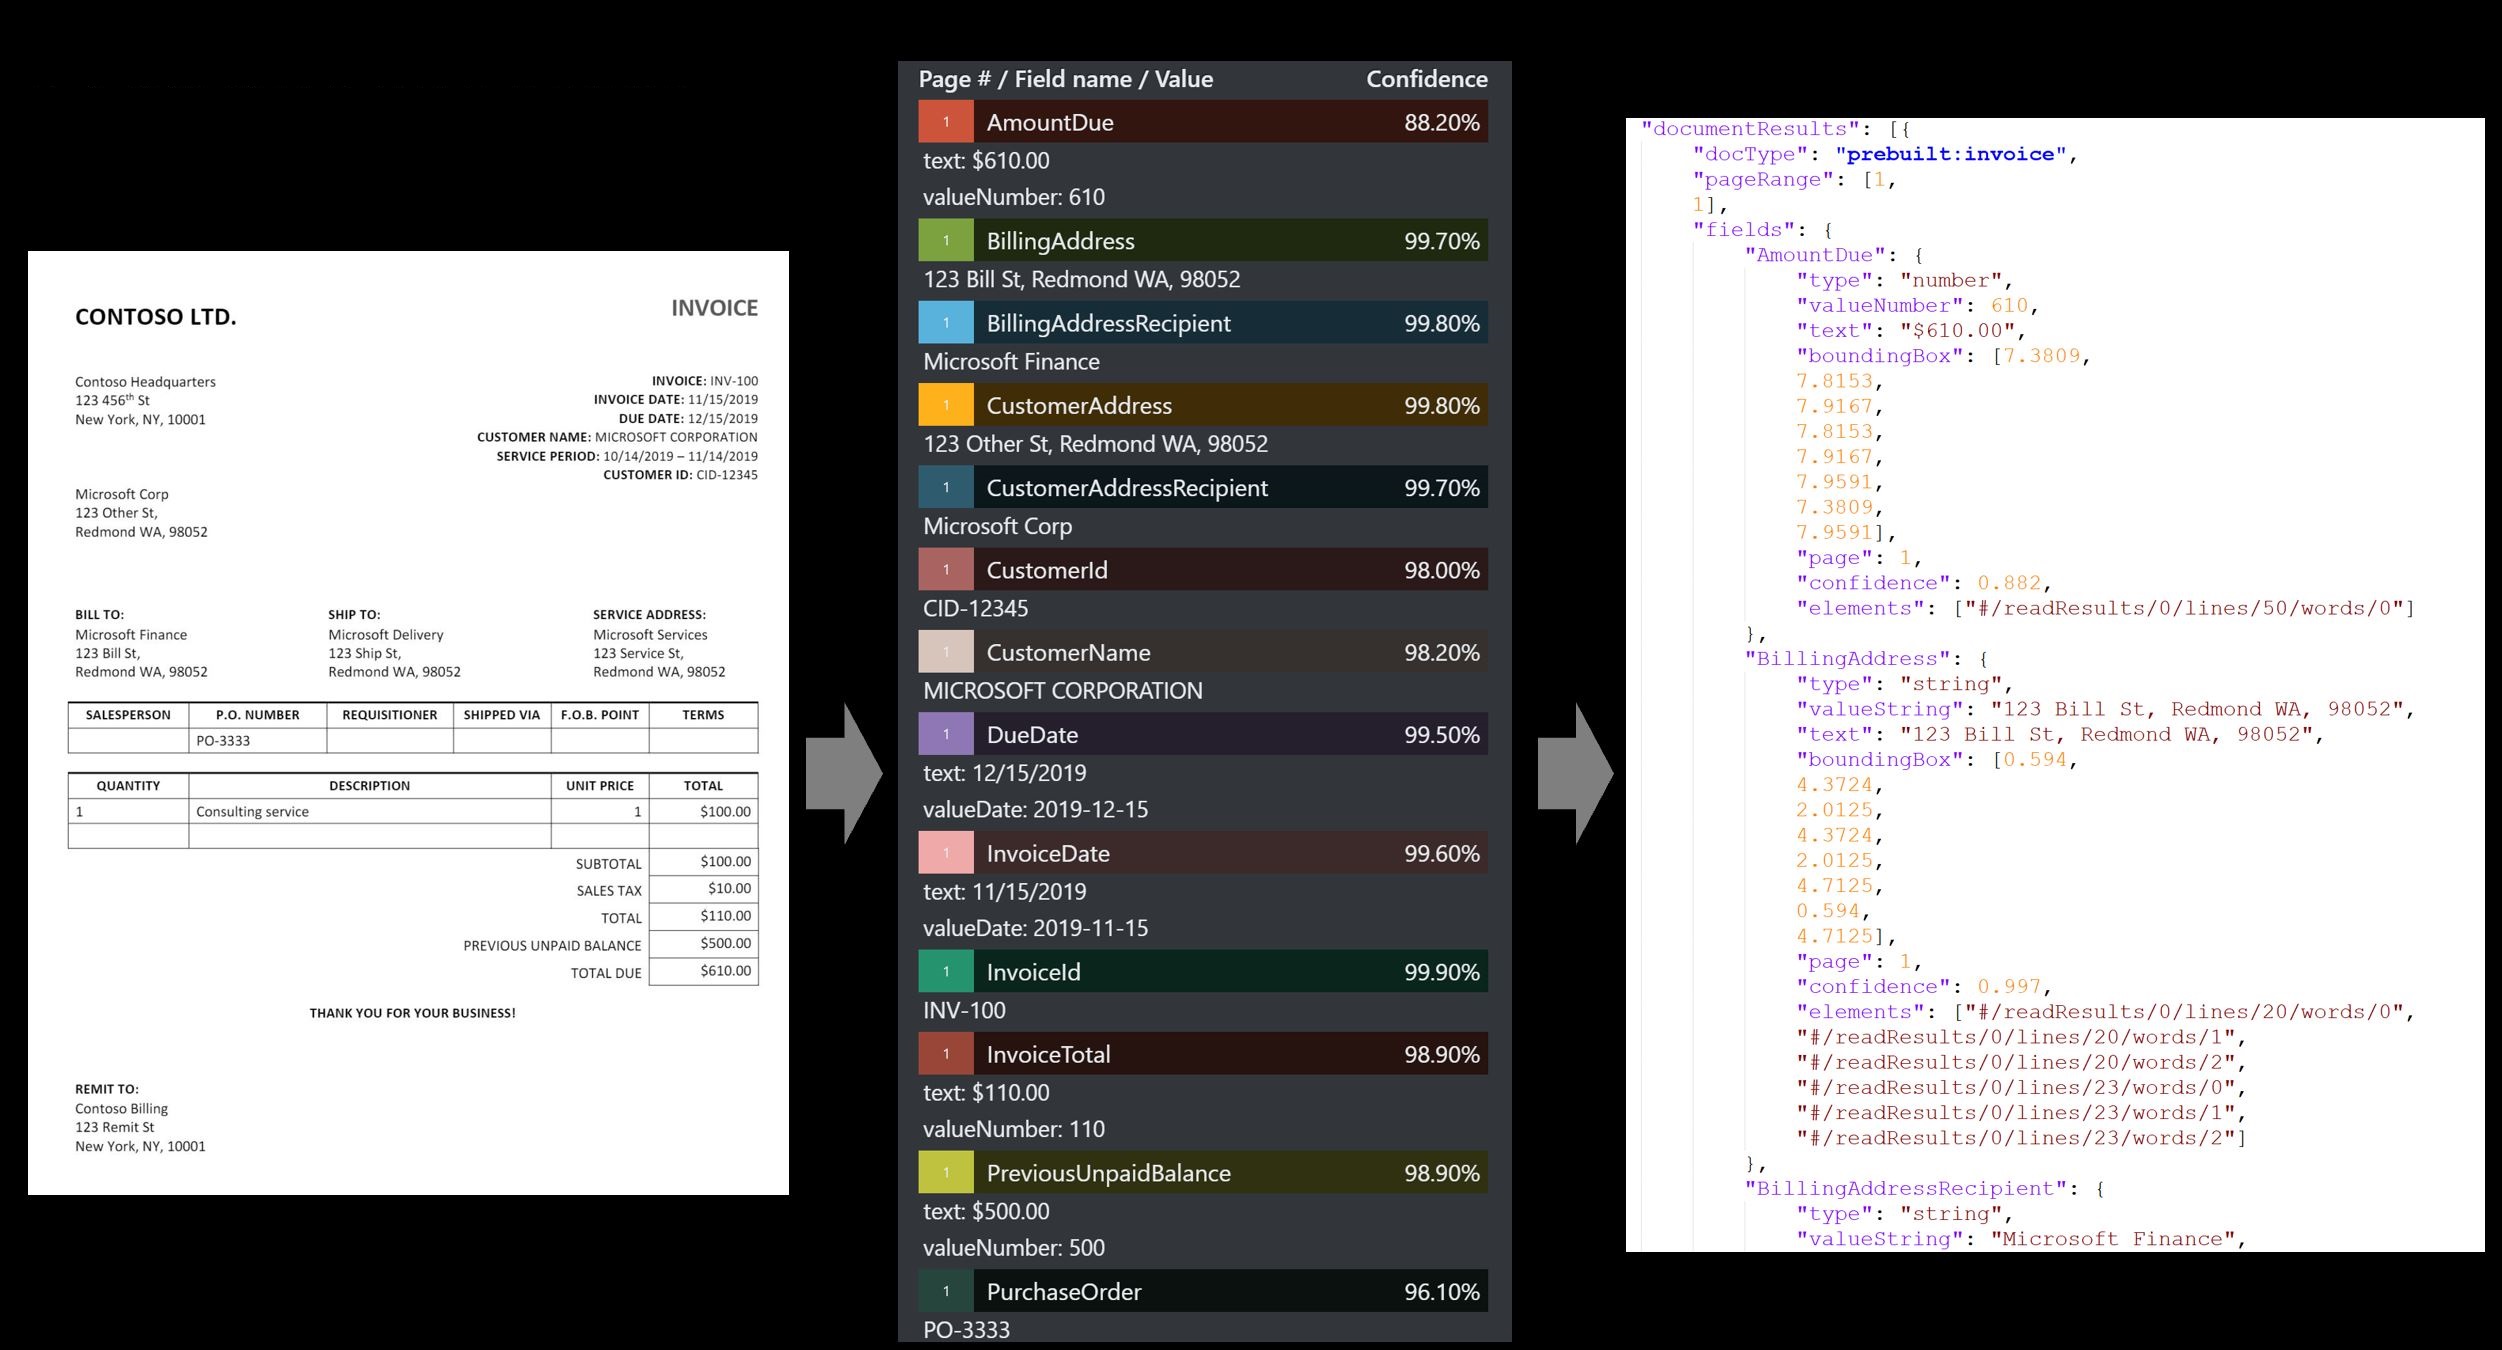 CONTOSO LTD.
INVOICE
Contoso Headquarters
123 456th St
New York, NY, 10001
INVOICE: INV-100
INVOICE DATE: 11/15/2019
DUE DATE: 12/15/2019
CUSTOMER NAME: MICROSOFT CORPORATION
SERVICE PERIOD: 10/14/2019 – 11/14/2019
CUSTOMER ID: CID-12345
Microsoft Corp
123 Other St,
Redmond WA, 98052
BILL TO:
Microsoft Finance
123 Bill St,
Redmond WA, 98052
SHIP TO:
Microsoft Delivery
123 Ship St,
Redmond WA, 98052
SERVICE ADDRESS:
Microsoft Services
123 Service St,
Redmond WA, 98052
SALESPERSON P.O. NUMBER REQUISITIONER SHIPPED VIA F.O.B. POINT TERMS
PO-3333
QUANTITY DESCRIPTION UNIT PRICE TOTAL
1 Consulting service 1 $100.00
SUBTOTAL $100.00
SALES TAX $10.00
TOTAL $110.00
PREVIOUS UNPAID BALANCE $500.00
TOTAL DUE $610.00
THANK YOU FOR YOUR BUSINESS!
REMIT TO:
Contoso Billing
123 Remit St
New York, NY, 10001
Page # / Field name / Value Confidence
1 AmountDue 88.20%
text: $610.00
valueNumber: 610
1 BillingAddress 99.70%
123 Bill St, Redmond WA, 98052
1 BillingAddressRecipient 99.80%
Microsoft Finance
1 CustomerAddress 99.80%
123 Other St, Redmond WA, 98052
1 CustomerAddressRecipient 99.70%
Microsoft Corp
1 CustomerId 98.00%
CID-12345
1 CustomerName 98.20%
MICROSOFT CORPORATION
1 DueDate 99.50%
text: 12/15/2019
valueDate: 2019-12-15
1 InvoiceDate 99.60%
text: 11/15/2019
valueDate: 2019-11-15
1 InvoiceId 99.90%
INV-100
1 InvoiceTotal 98.90%
text: $110.00
valueNumber: 110
1 PreviousUnpaidBalance 98.90%
text: $500.00
valueNumber: 500
1 PurchaseOrder 96.10%
PO-3333
"documentResults": [{
"docType": "prebuilt:invoice",
"pageRange": [1,
1],
"fields": {
"AmountDue": {
"type": "number",
"valueNumber": 610,
"text": "$610.00",
"boundingBox": [7.3809,
7.8153,
7.9167,
7.8153,
7.9167,
7.9591,
7.3809,
7.9591],
"page": 1,
"confidence": 0.882,
"elements": ["#/readResults/0/lines/50/words/0"]
},
"BillingAddress": {
"type": "string",
"valueString": "123 Bill St, Redmond WA, 98052",
"text": "123 Bill St, Redmond WA, 98052",
"boundingBox": [0.594,
4.3724,
2.0125,
4.3724,
2.0125,
4.7125,
0.594,
4.7125],
"page": 1,
"confidence": 0.997,
"elements": ["#/readResults/0/lines/20/words/0",
"#/readResults/0/lines/20/words/1",
"#/readResults/0/lines/20/words/2",
"#/readResults/0/lines/23/words/0",
"#/readResults/0/lines/23/words/1",
"#/readResults/0/lines/23/words/2"]
},
"BillingAddressRecipient": {
"type": "string",
"valueString": "Microsoft Finance",